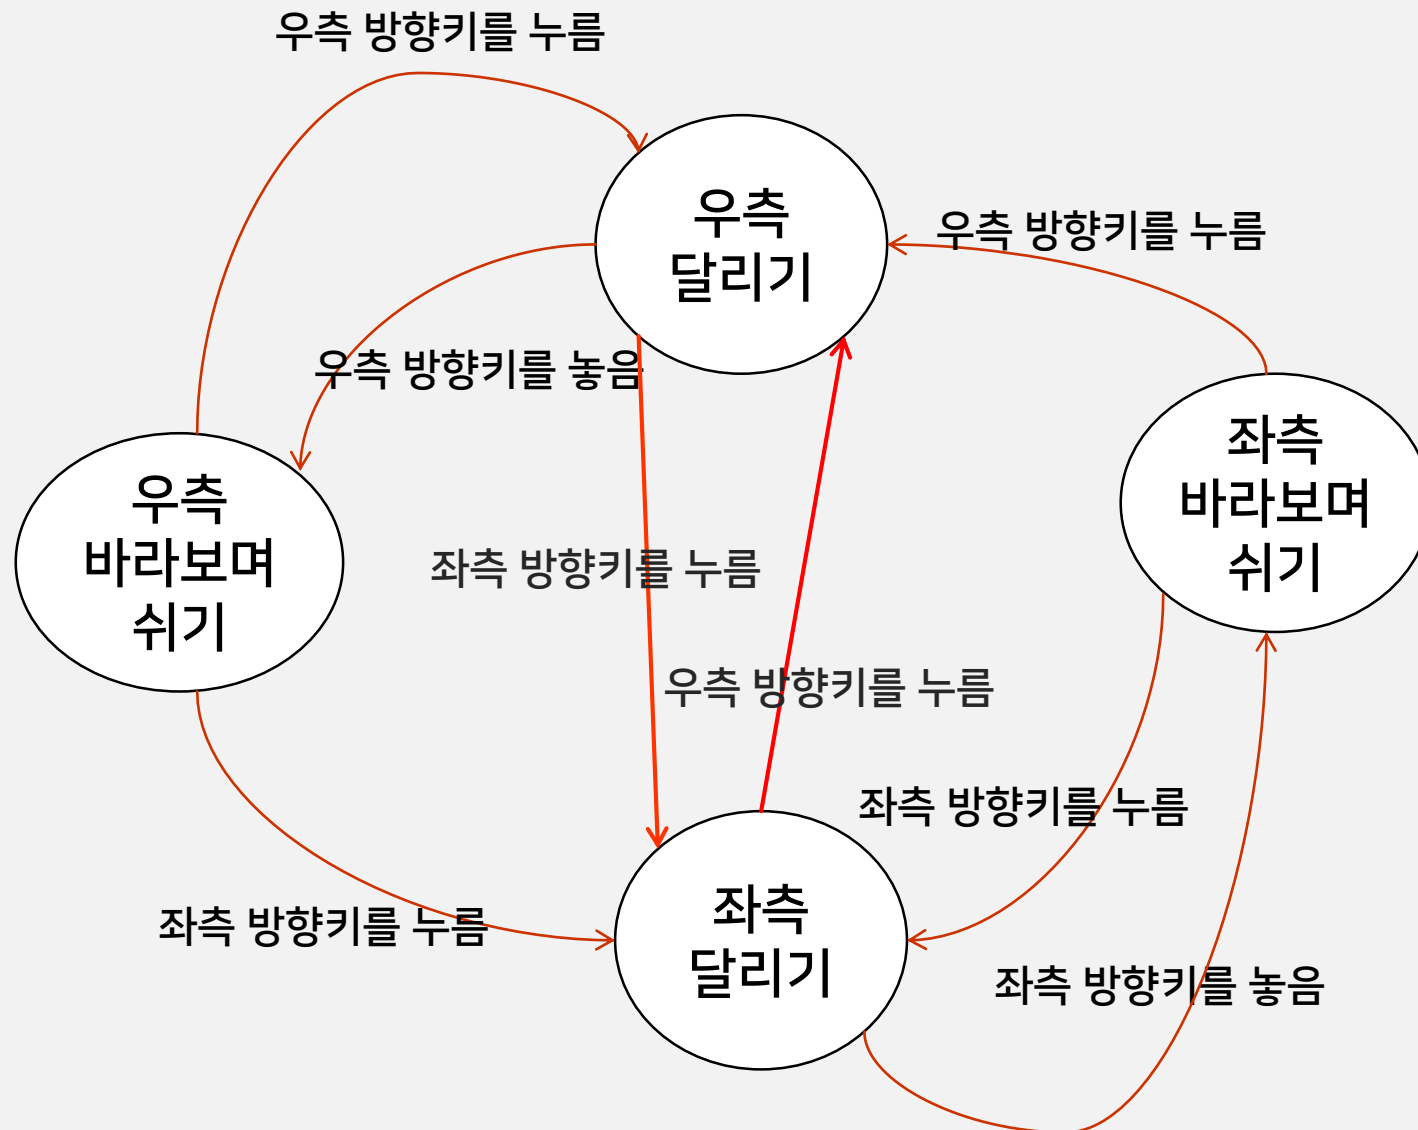 우측 방향키를 누름
우측
달리기
우측 방향키를 누름
우측 방향키를 놓음
좌측
바라보며
쉬기
우측
바라보며
쉬기
좌측 방향키를 누름
우측 방향키를 누름
좌측 방향키를 누름
좌측
달리기
좌측 방향키를 누름
좌측 방향키를 놓음